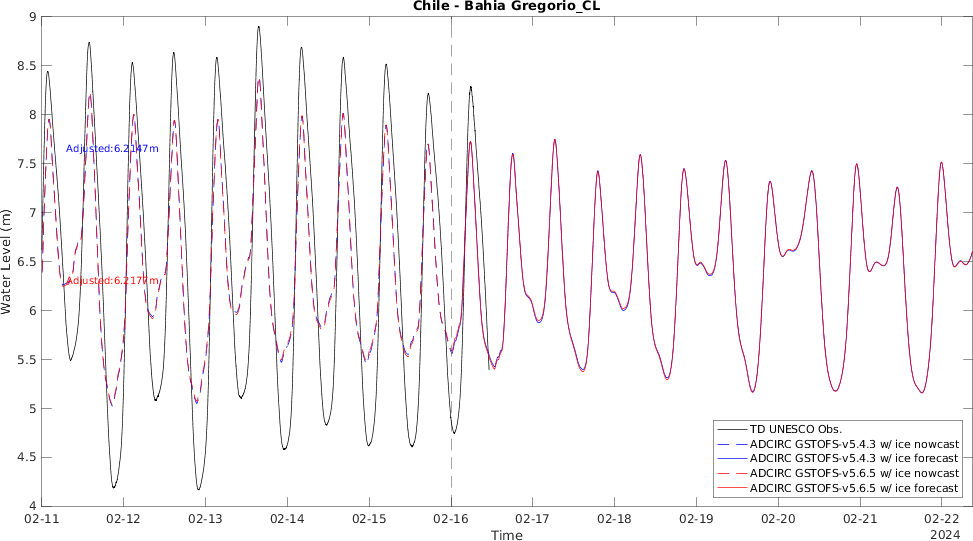 Chile - Bahia Gregorio_CL
Water Level (m)
9
8.5
8
7.5
7
6.5
6
5.5
5
4.5
4
Adjusted:6.2147m
Adjusted:6.2177m
TD UNESCO Obs.
ADCIRC GSTOFS-v5.4.3 w/ ice nowcast
ADCIRC GSTOFS-v5.4.3 w/ ice forecast
ADCIRC GSTOFS-v5.6.5 w/ ice nowcast
ADCIRC GSTOFS-v5.6.5 w/ ice forecast
02-11 02-12 02-13 02-14 02-15 02-16 02-17 02-18 02-19 02-20 02-21 02-22
Time
2024